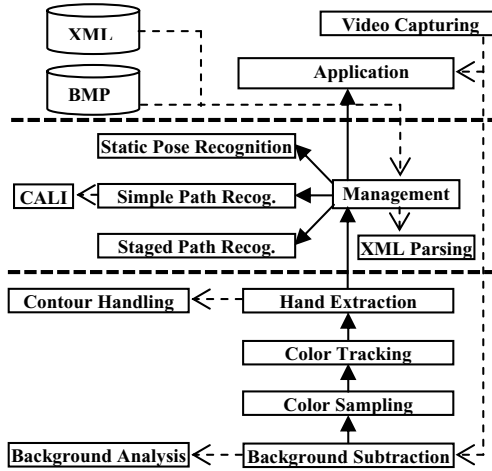 XML
Video Capturing
Application
BMP
Static Pose Recognition
CALI
Simple Path Recog.
Management
Staged Path Recog.
XML Parsing
Contour Handling
Hand Extraction
Color Tracking
Color Sampling
Background Analysis
Background Subtraction